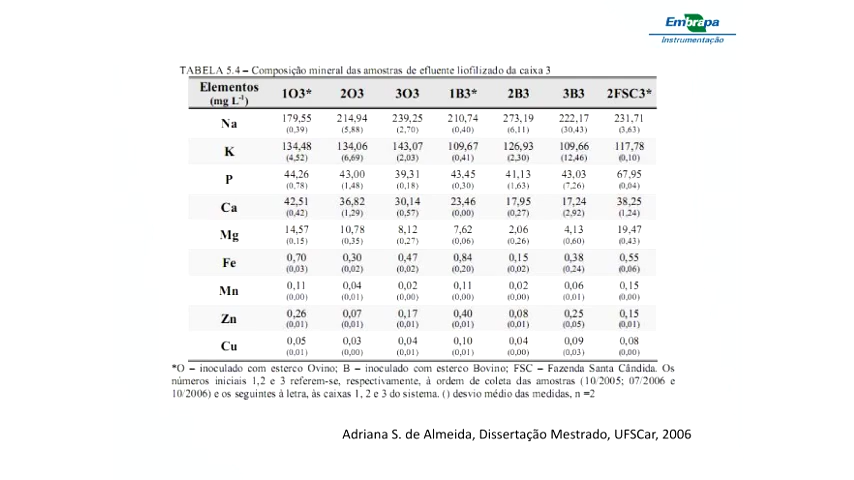 Embrapa
Instrumentação
TABELA 5.4 – Composição mineral das amostras de efluente liofilizado da caixa 3
Elementos (mg L-1) 1O3* 2O3 3O3 1B3* 2B3 3B3 2FSC3*
Na 179,55 214,94 239,25 210,74 273,19 222,17 231,71
(0,39) (5,88) (2,70) (0,40) (6,11) (30,43) (3,63)
K 134,48 134,06 143,07 109,67 126,93 109,66 117,78
(4,52) (6,69) (2,03) (0,41) (2,30) (12,46) (0,10)
P 44,26 43,00 39,31 43,45 41,13 43,03 67,95
(0,78) (1,48) (0,18) (0,30) (1,63) (7,26) (0,04)
Ca 42,51 36,82 30,14 23,46 17,95 17,24 38,25
(0,42) (1,29) (0,57) (0,00) (0,27) (2,92) (1,24)
Mg 14,57 10,78 8,12 7,62 2,06 4,13 19,47
(0,15) (0,35) (0,27) (0,06) (0,26) (0,60) (0,43)
Fe 0,70 0,30 0,47 0,84 0,15 0,38 0,55
(0,03) (0,02) (0,02) (0,20) (0,02) (0,24) (0,06)
Mn 0,11 0,04 0,02 0,11 0,02 0,06 0,15
(0,00) (0,01) (0,00) (0,00) (0,00) (0,01) (0,00)
Zn 0,26 0,07 0,17 0,40 0,08 0,25 0,15
(0,01) (0,01) (0,01) (0,01) (0,01) (0,05) (0,01)
Cu 0,05 0,03 0,04 0,10 0,04 0,09 0,08
(0,01) (0,00) (0,01) (0,01) (0,00) (0,03) (0,00)
*O – inoculado com esterco Ovino; B – inoculado com esterco Bovino; FSC – Fazenda Santa Cândida. Os
números iniciais 1,2 e 3 referem-se, respectivamente, à ordem de coleta das amostras (10/2005; 07/2006 e
10/2006) e os seguintes à letra, às caixas 1, 2 e 3 do sistema. () desvio médio das medidas, n =2
Adriana S. de Almeida, Dissertação Mestrado, UFSCar, 2006